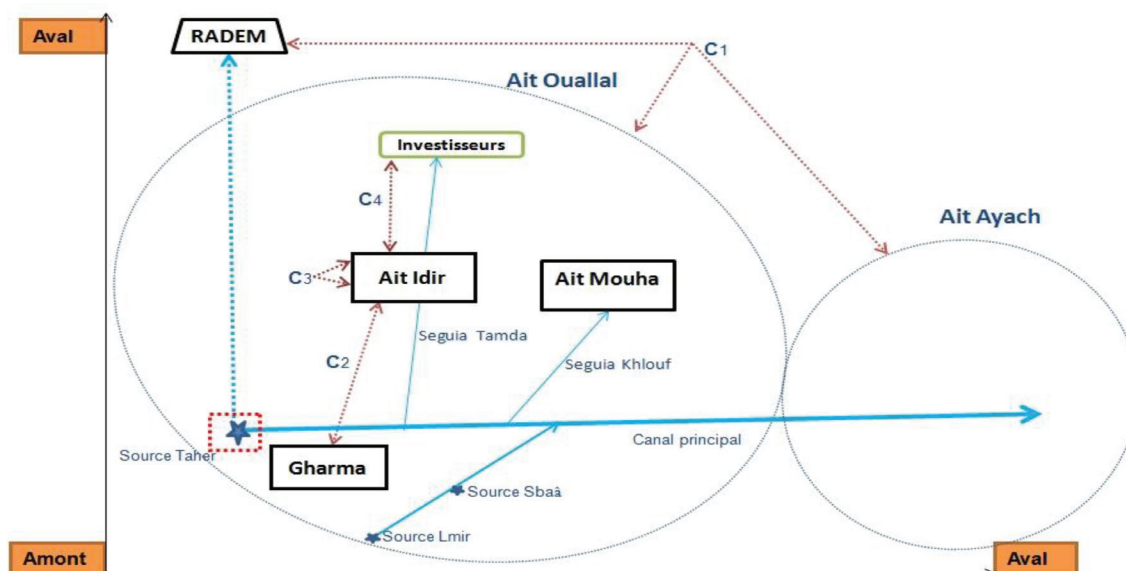 Aval
RADEM
C1
Ait Ouallal
Investisseurs
C4
Ait Ayach
C3
Ait Idir
Ait Mouha
Seguia Tamda
C2
Seguia Khlouf
Source Taher
Canal principal
Gharma
Source Sbaâ
Source Lmir
Amont
Aval